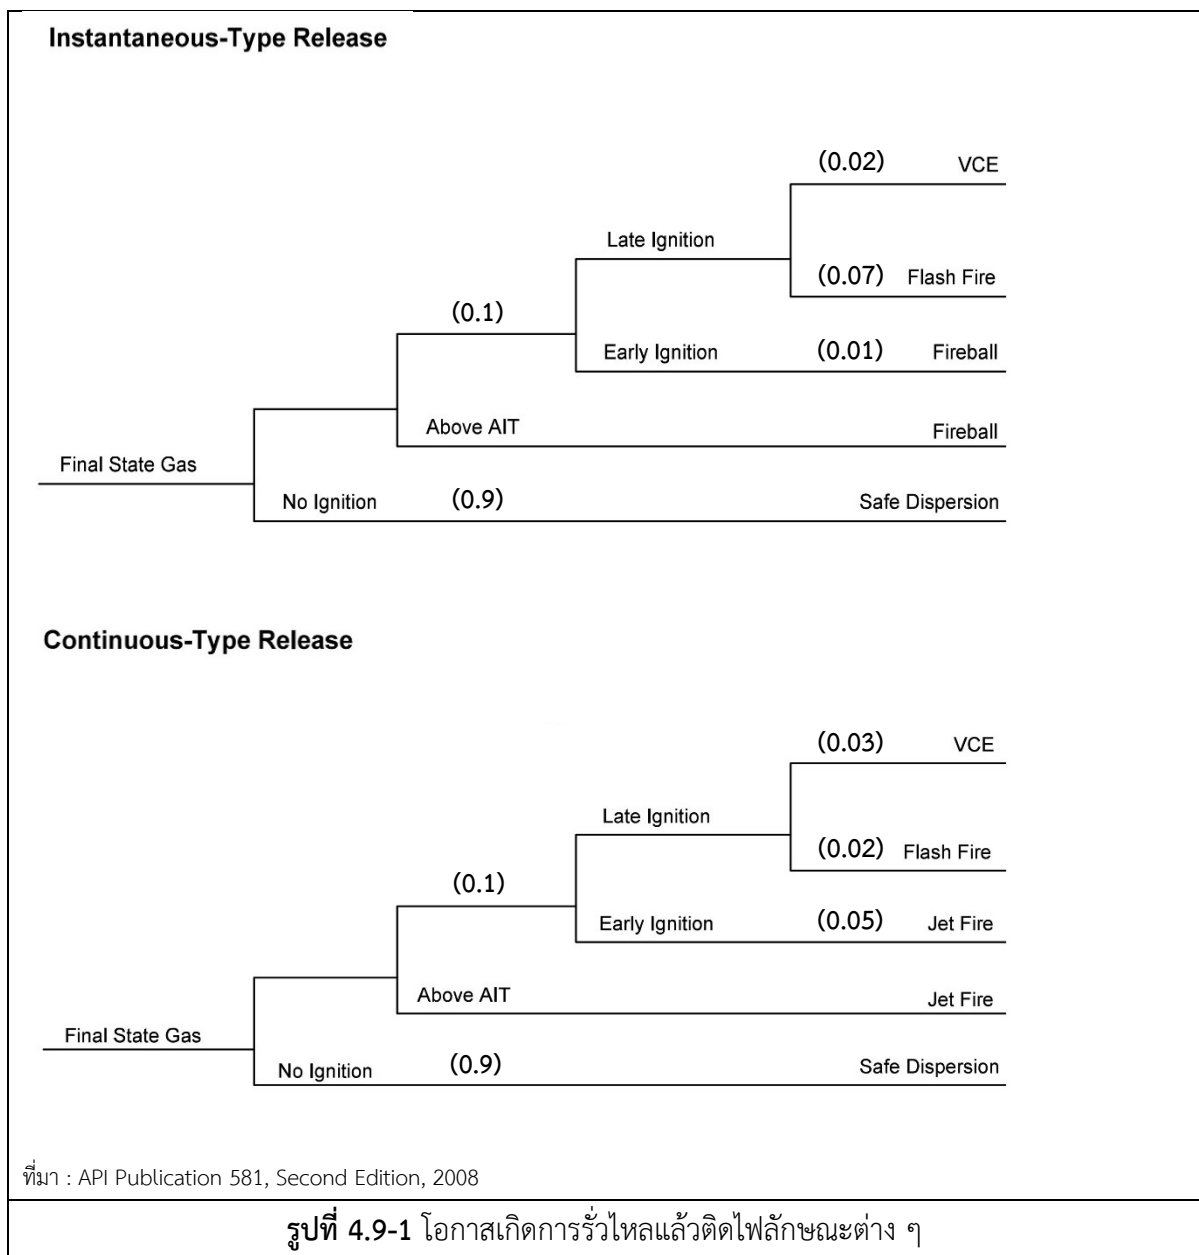 Instantaneous-Type Release
(0.02) VCE
Late Ignition
(0.07) Flash Fire
(0.1)
Early Ignition (0.01) Fireball
Above AIT Fireball
Final State Gas
No Ignition (0.9) Safe Dispersion
Continuous-Type Release
(0.03) VCE
Late Ignition
(0.02) Flash Fire
(0.1)
Early Ignition (0.05) Jet Fire
Above AIT Jet Fire
Final State Gas
No Ignition (0.9) Safe Dispersion
ที่มา : API Publication 581, Second Edition, 2008
รูปที่ 4.9-1 โอกาสเกิดการรั่วไหลแล้วติดไฟลักษณะต่าง ๆ